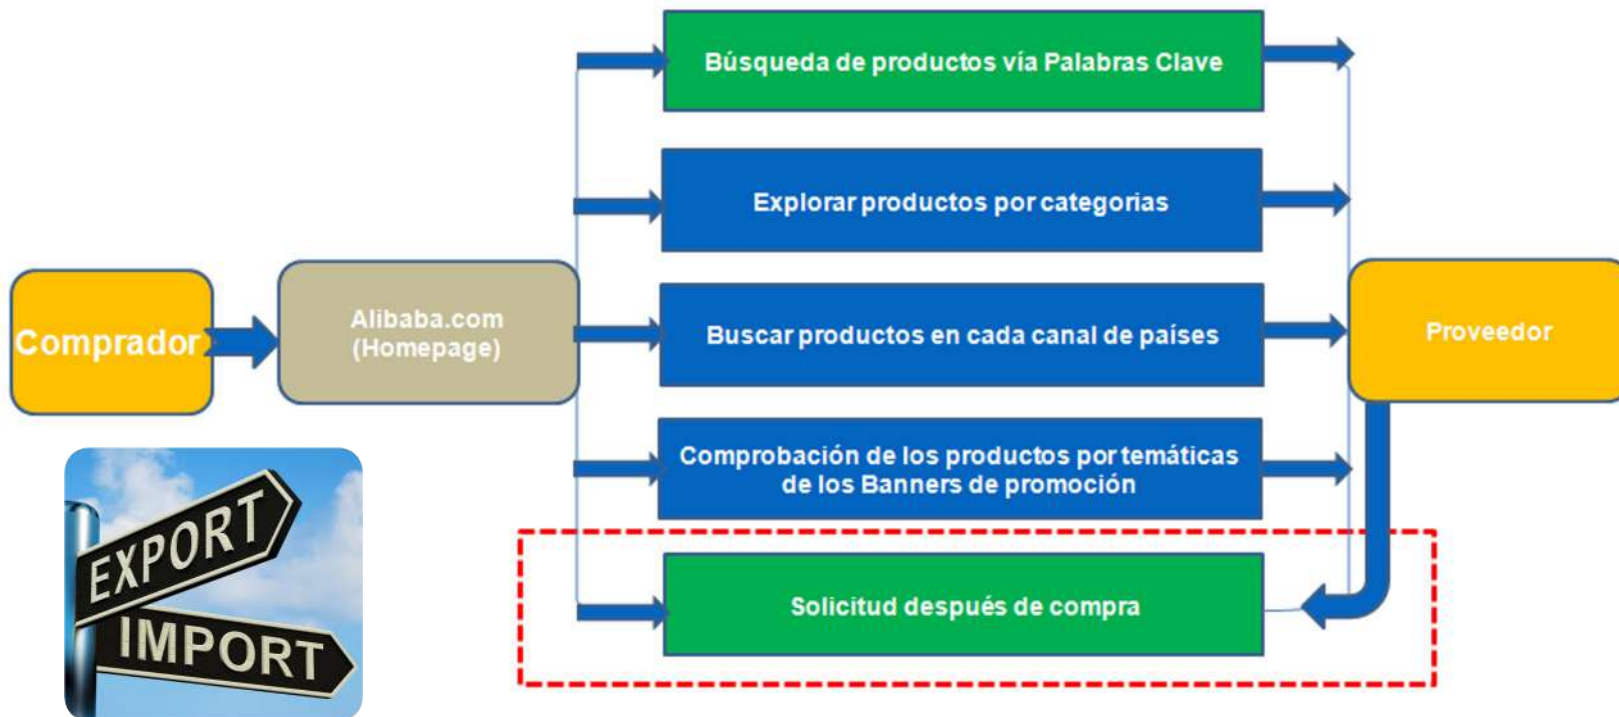 Búsqueda de productos vía Palabras Clave
Explorar productos por categorias
Comprador
Alibaba.com
(Homepage)
Buscar productos en cada canal de países
Proveedor
Comprobación de los productos por temáticas
de los Banners de promoción
Solicitud después de compra
EXPORT
IMPORT